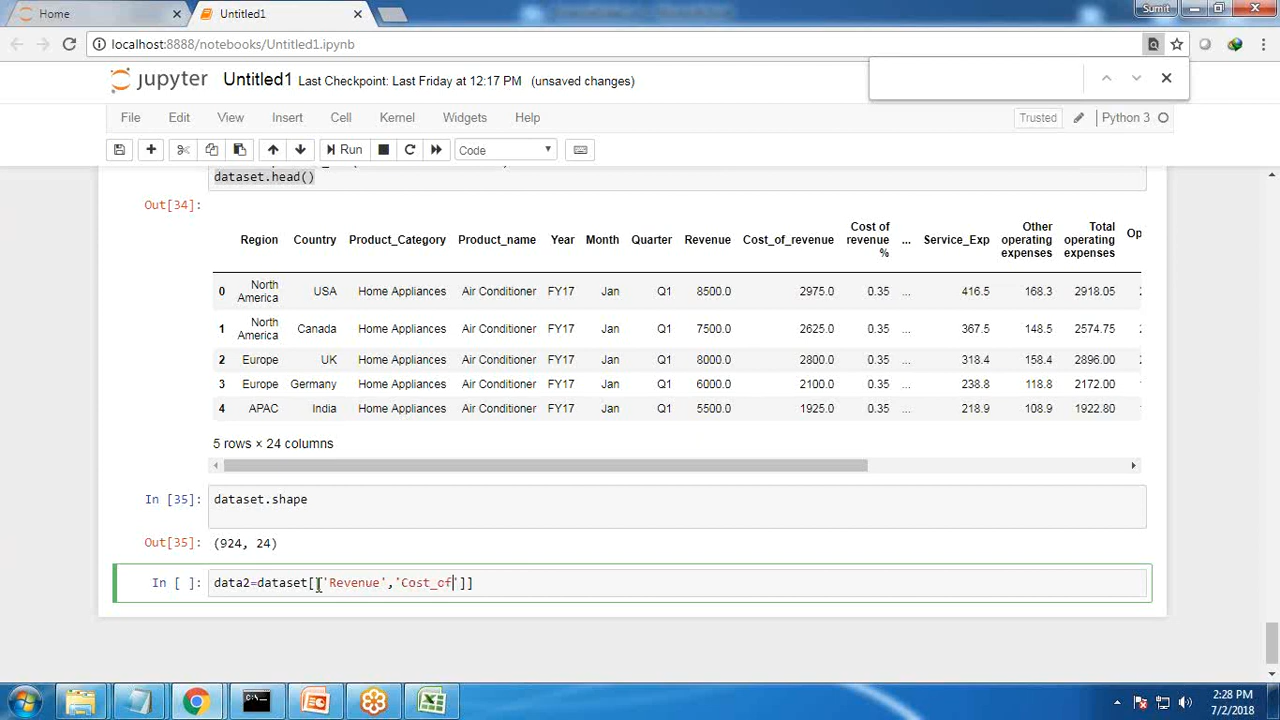 Home
Untitled1
Sumit
localhost:8888/notebooks/Untitled1.ipynb
jupyter Untitled1 Last Checkpoint: Last Friday at 12:17 PM (unsaved changes)
File Edit View Insert Cell Kernel Widgets Help
Trusted Python 3
Run Code
dataset.head()
Out[34]:
Region Country Product_Category Product_name Year Month Quarter Revenue Cost_of_revenue Cost of revenue % ... Service_Exp Other operating expenses Total operating expenses Op
0 North America USA Home Appliances Air Conditioner FY17 Jan Q1 8500.0 2975.0 0.35 ... 416.5 168.3 2918.05
1 North America Canada Home Appliances Air Conditioner FY17 Jan Q1 7500.0 2625.0 0.35 ... 367.5 148.5 2574.75
2 Europe UK Home Appliances Air Conditioner FY17 Jan Q1 8000.0 2800.0 0.35 ... 318.4 158.4 2896.00
3 Europe Germany Home Appliances Air Conditioner FY17 Jan Q1 6000.0 2100.0 0.35 ... 238.8 118.8 2172.00
4 APAC India Home Appliances Air Conditioner FY17 Jan Q1 5500.0 1925.0 0.35 ... 218.9 108.9 1922.80
5 rows × 24 columns
In [35]: dataset.shape
Out[35]: (924, 24)
In [ ]: data2=dataset[['Revenue','Cost_of']]
2:28 PM
7/2/2018